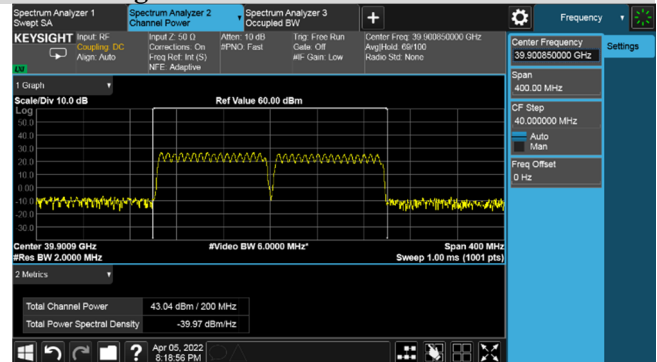 Spectrum Analyzer 1
Swept SA
Spectrum Analyzer 2
Channel Power
Spectrum Analyzer 3
Occupied BW
+
Frequency
KEYSIGHT
Input: RF
Coupling: DC
Align: Auto
Input Z: 50 Ω
Corrections: On
Freq Ref: Int (S)
NFE: Adaptive
Atten: 10 dB
#PNO: Fast
Trig: Free Run
Gate: Off
#IF Gain: Low
Center Freq: 39.900850000 GHz
Avg|Hold: 69/100
Radio Std: None
Center Frequency
39.900850000 GHz
Settings
Span
400.00 MHz
CF Step
40.000000 MHz
Auto
Man
Freq Offset
0 Hz
1 Graph
Scale/Div 10.0 dB
Ref Value 60.00 dBm
Log
50.0
40.0
30.0
20.0
10.0
0.00
-10.0
-20.0
-30.0
Center 39.9009 GHz
#Video BW 6.0000 MHz*
Span 400 MHz
#Res BW 2.0000 MHz
Sweep 1.00 ms (1001 pts)
2 Metrics
Total Channel Power
43.04 dBm / 200 MHz
Total Power Spectral Density
-39.97 dBm/Hz
?
Apr 05, 2022
8:18:56 PM